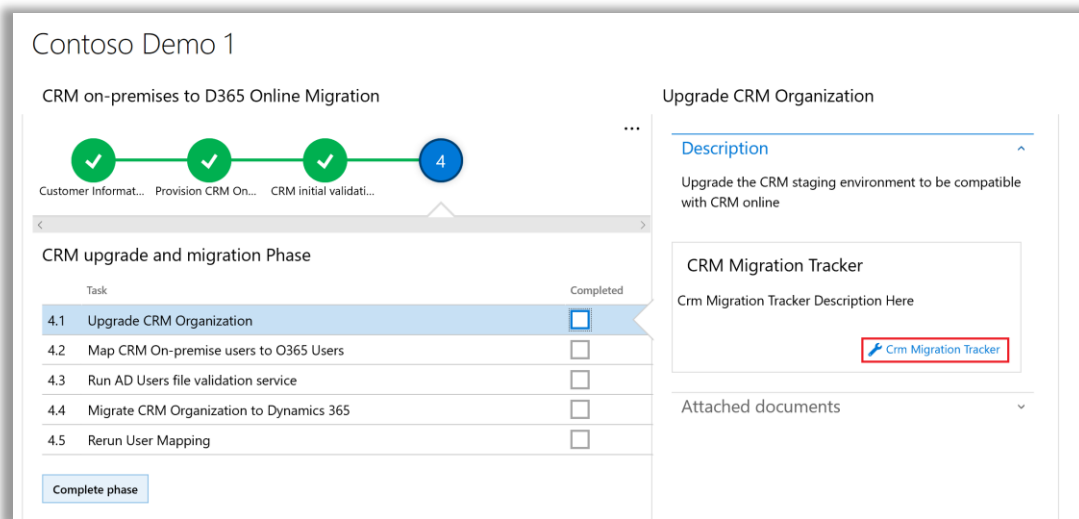 Contoso Demo 1
CRM on-premises to D365 Online Migration
...
4
Customer Informat... Provision CRM On... CRM initial validati...
CRM upgrade and migration Phase
Task Completed
4.1 Upgrade CRM Organization
4.2 Map CRM On-premise users to O365 Users
4.3 Run AD Users file validation service
4.4 Migrate CRM Organization to Dynamics 365
4.5 Rerun User Mapping
Complete phase
Upgrade CRM Organization
Description
Upgrade the CRM staging environment to be compatible
with CRM online
CRM Migration Tracker
Crm Migration Tracker Description Here
Crm Migration Tracker
Attached documents